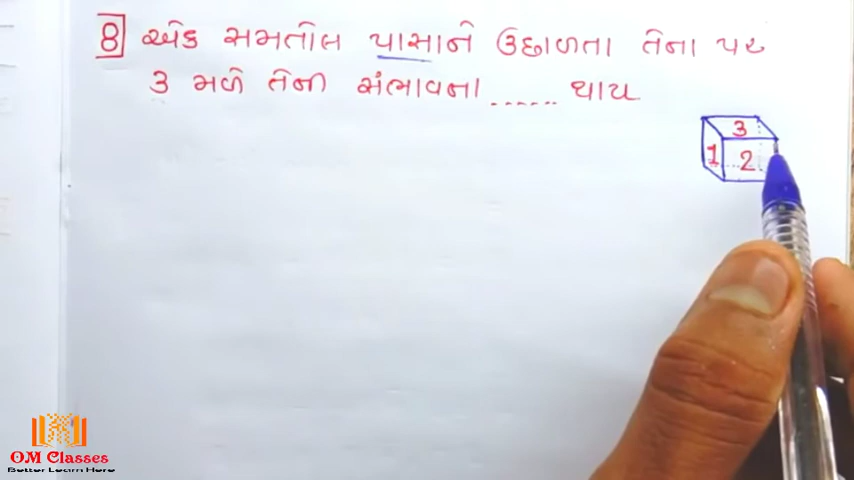 8 એક સમતોલ પાસાને ઉછાળતા તેના પર
3 મળે તેની સંભાવના ...... થાય
3
1 2
OM Classes
Better Learn Here